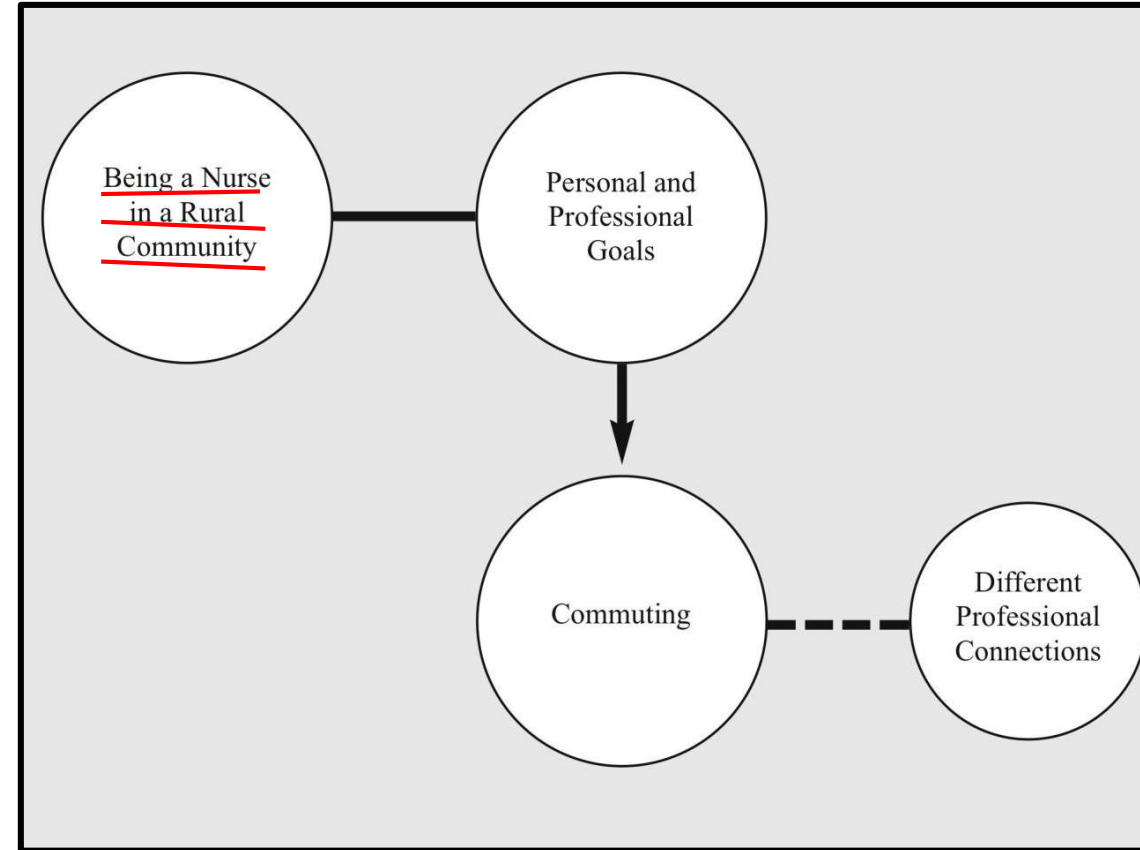 Being a Nurse
in a Rural
Community
Personal and
Professional
Goals
Commuting
Different
Professional
Connections